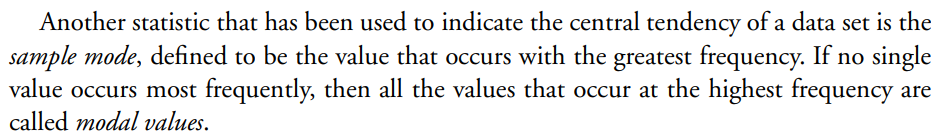 Another statistic that has been used to indicate the central tendency of a data set is the
sample mode, defined to be the value that occurs with the greatest frequency. If no single
value occurs most frequently, then all the values that occur at the highest frequency are
called modal values.